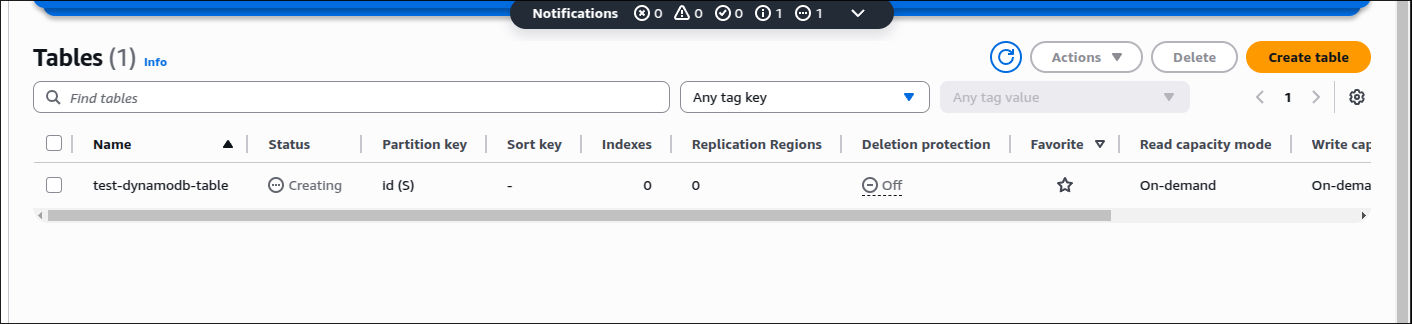 Notifications 0 0 0 1 1
Tables (1) Info
Actions Delete Create table
Find tables Any tag key Any tag value 1
Name Status Partition key Sort key Indexes Replication Regions Deletion protection Favorite Read capacity mode Write cap
test-dynamodb-table Creating id (S) - 0 0 Off On-demand On-dema